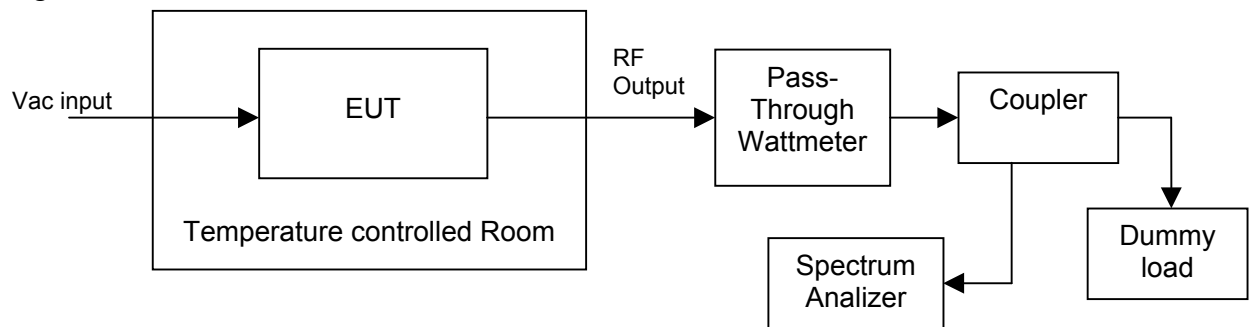 Vac input
EUT
Temperature controlled Room
RF
Output
Pass-
Through
Wattmeter
Coupler
Spectrum
Analizer
Dummy
load